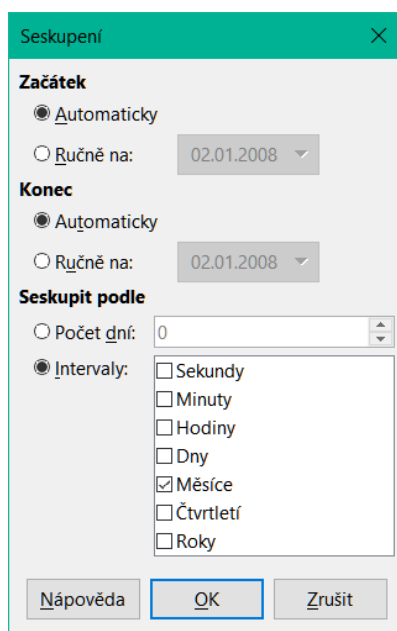 Seskupení
Začátek
Automaticky
Ručně na: 02.01.2008
Konec
Automaticky
Ručně na: 02.01.2008
Seskupit podle
Počet dní: 0
Intervaly:
Sekundy
Minuty
Hodiny
Dny
Měsíce
Čtvrtletí
Roky
Nápověda OK Zrušit